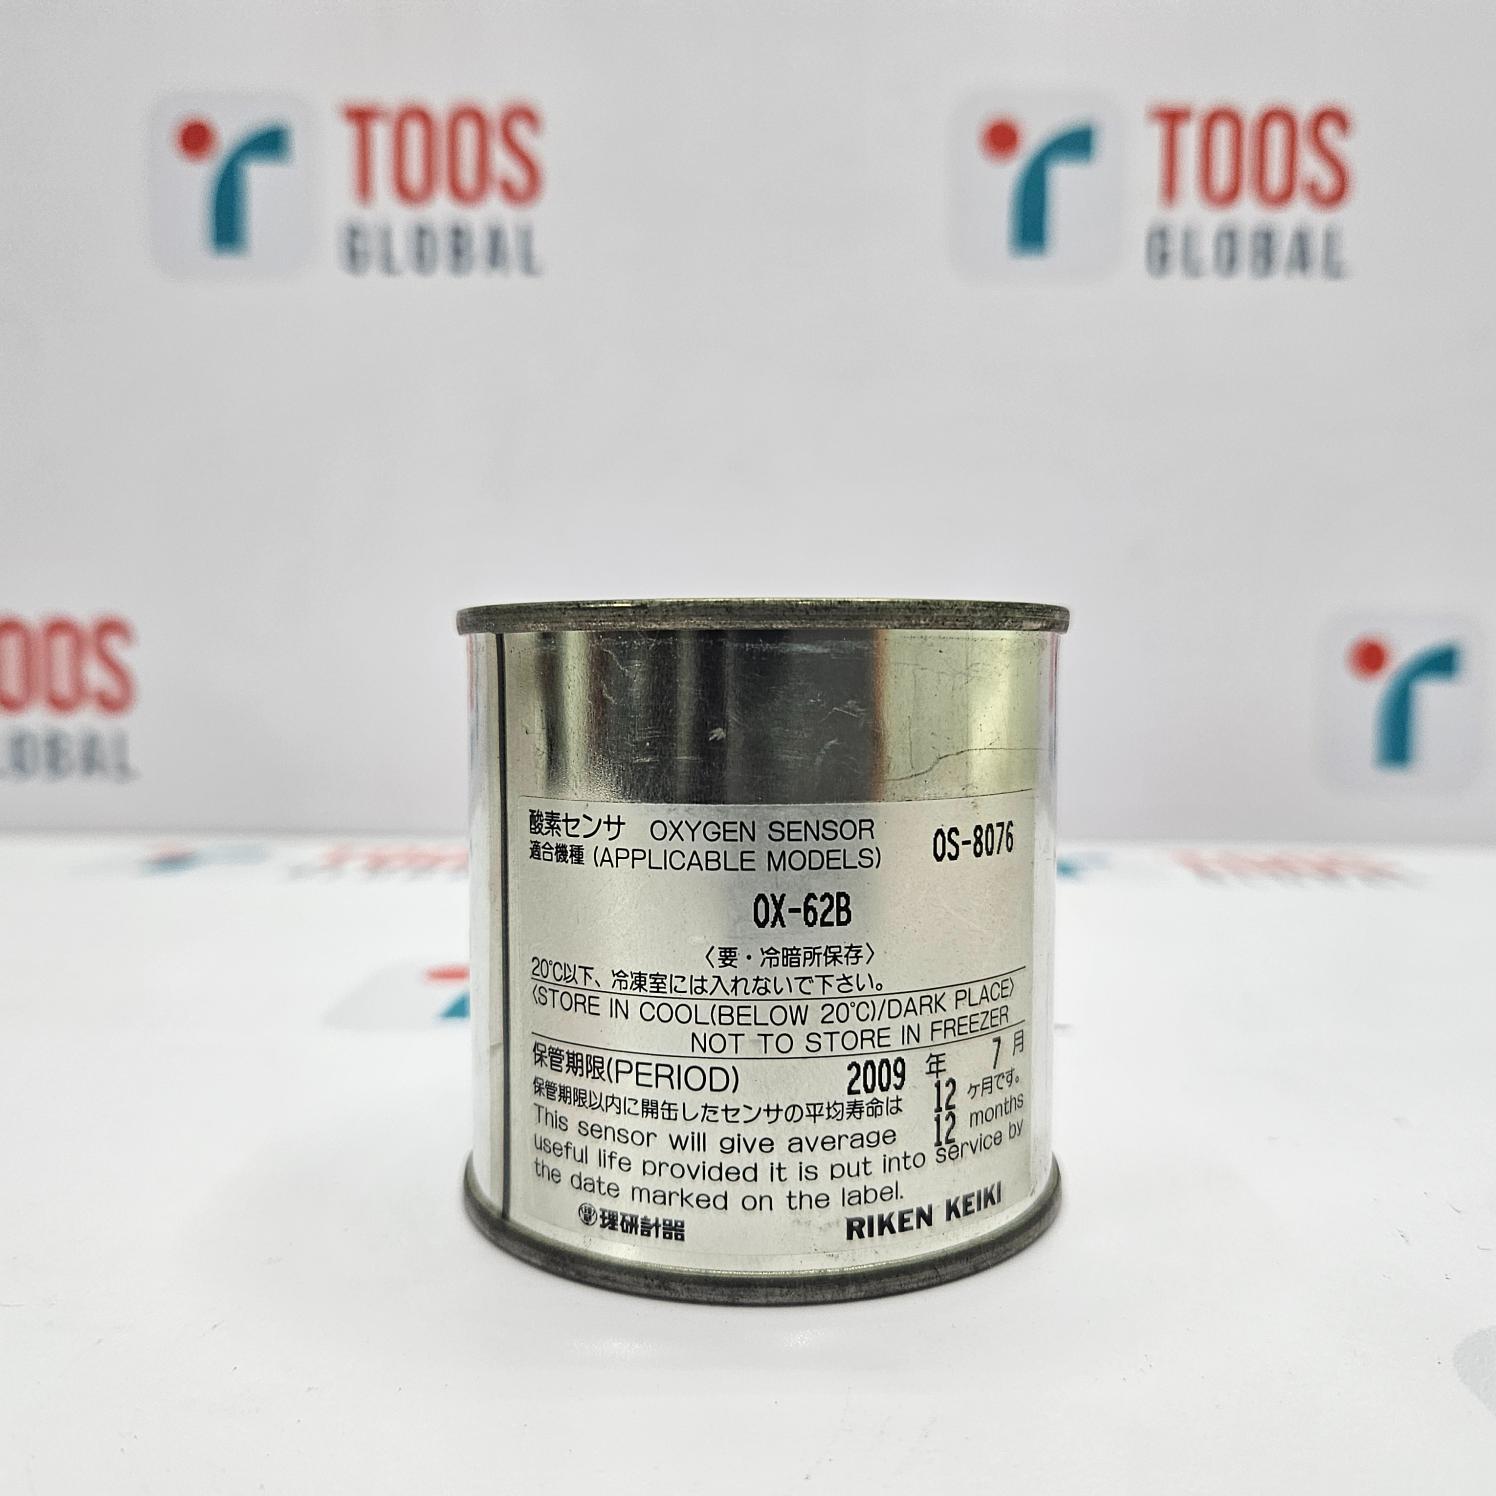 TOOS
GLOBAL
TOOS
GLOBAL
OOS
LOBAL
酸素センサ OXYGEN SENSOR OS-8076
適合機種 (APPLICABLE MODELS)
OX-62B
〈要・冷暗所保存〉
20℃以下、冷凍室には入れないで下さい。
〈STORE IN COOL(BELOW 20℃)/DARK PLACE〉
NOT TO STORE IN FREEZER
保管期限(PERIOD) 2009 年 7 月
保管期限以内に開缶したセンサの平均寿命は 12 ケ月です。
This sensor will give average 12 months
useful life provided it is put into service by
the date marked on the label.
理研計器 RIKEN KEIKI